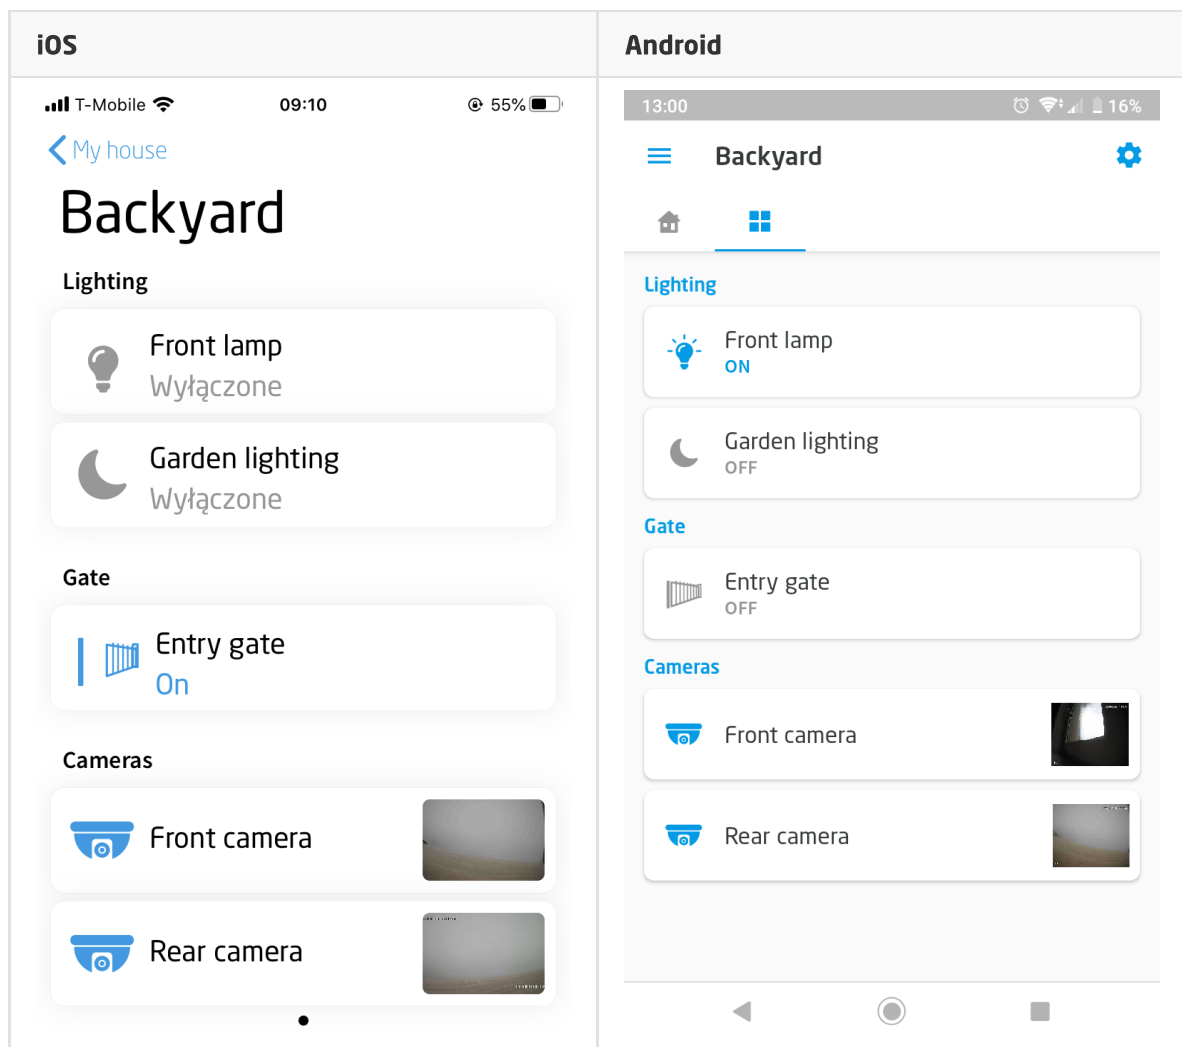 iOS
Android
T-Mobile 09:10 55%
My house
Backyard
Lighting
Front lamp
Wyłączone
Garden lighting
Wyłączone
Gate
Entry gate
On
Cameras
Front camera
Rear camera
13:00 16%
Backyard
Lighting
Front lamp
ON
Garden lighting
OFF
Gate
Entry gate
OFF
Cameras
Front camera
Rear camera